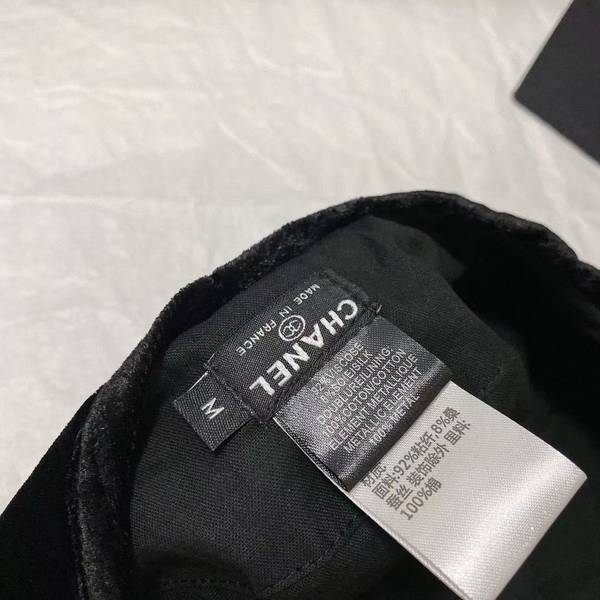 MADE IN FRANCE
CHANEL
M
92% VISCOSE
8% SOIE/SILK
DOUBLURE/LINING
100% COTON/COTTON
ELEMENT METALLIQUE
METALLIC ELEMENT
100% METAL
材质:
面料:92%粘纤,8%桑
蚕丝 装饰除外 里料:
100%棉